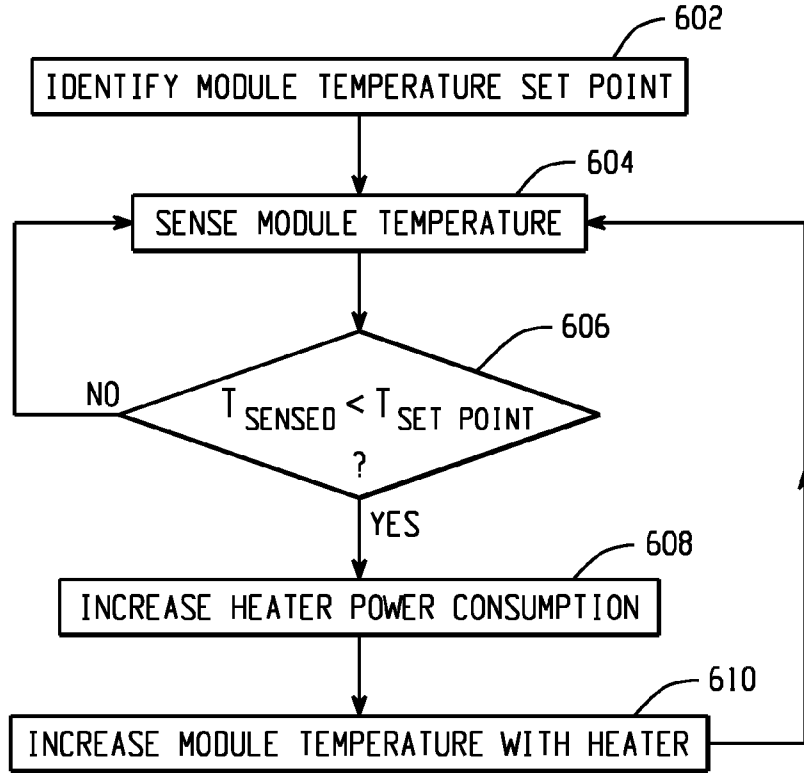 602
IDENTIFY MODULE TEMPERATURE SET POINT
604
SENSE MODULE TEMPERATURE
606
NO
T SENSED < T SET POINT
?
YES
608
INCREASE HEATER POWER CONSUMPTION
610
INCREASE MODULE TEMPERATURE WITH HEATER